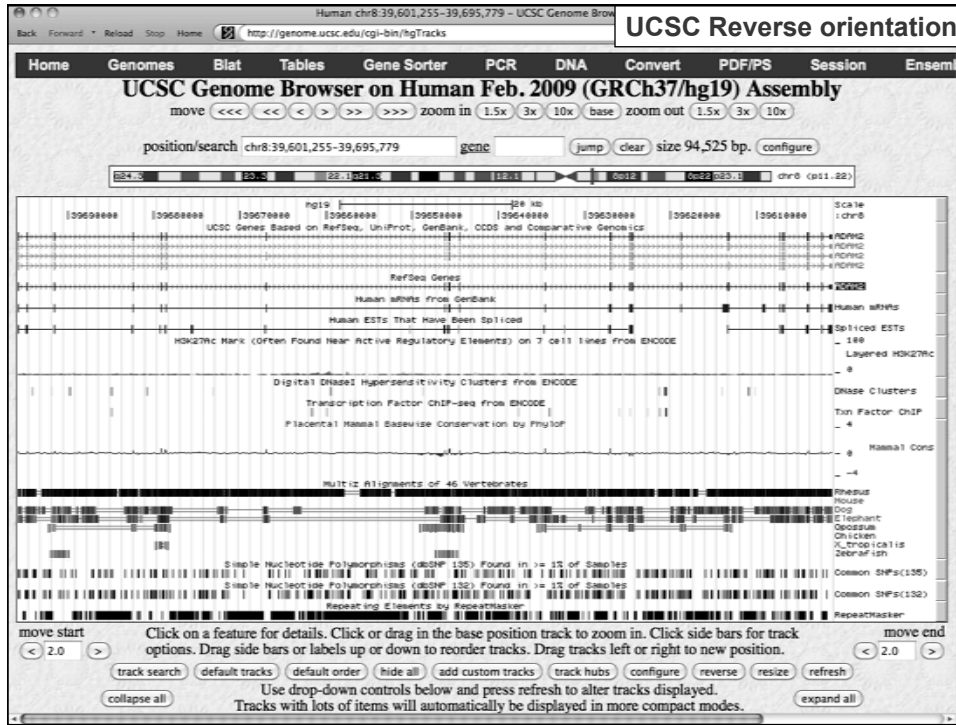 Human chr8:39,601,255-39,695,779 - UCSC Genome Brow
UCSC Reverse orientation
Back Forward Reload Stop Home http://genome.ucsc.edu/cgi-bin/hgTracks
Home Genomes Blat Tables Gene Sorter PCR DNA Convert PDF/PS Session Ensem
UCSC Genome Browser on Human Feb. 2009 (GRCh37/hg19) Assembly
move <<< << < > >> >>> zoom in 1.5x 3x 10x base zoom out 1.5x 3x 10x
position/search chr8:39,601,255-39,695,779 gene jump clear size 94,525 bp. configure
p24.3 23.3 22.1 p21.3 12.1 8p12 8p22 p23.1 chr8 (p11.22)
hg19 20 kb Scale
|39690000 |39680000 |39670000 |39660000 |39650000 |39640000 |39630000 |39620000 |39610000 :chr8
UCSC Genes Based on RefSeq, UniProt, GenBank, CCDS and Comparative Genomics
ADAM2
ADAM2
ADAM2
ADAM2
RefSeq Genes
ADAM2
Human mRNAs from GenBank
Human mRNAs
Human ESTs That Have Been Spliced
Spliced ESTs
H3K27Ac Mark (Often Found Near Active Regulatory Elements) on 7 cell lines from ENCODE
_ 100
Layered H3K27Ac
_ 0
Digital DNaseI Hypersensitivity Clusters from ENCODE
DNase Clusters
Transcription Factor ChIP-seq from ENCODE
Txn Factor ChIP
Placental Mammal Basewise Conservation by PhyloP
_ 4
_ 0 Mammal Cons
_ -4
Multiz Alignments of 46 Vertebrates
Rhesus
Mouse
Dog
Elephant
Opossum
Chicken
X_tropicalis
Zebrafish
Simple Nucleotide Polymorphisms (dbSNP 135) Found in >= 1% of Samples
Common SNPs(135)
Simple Nucleotide Polymorphisms (dbSNP 132) Found in >= 1% of Samples
Common SNPs(132)
Repeating Elements by RepeatMasker
RepeatMasker
move start Click on a feature for details. Click or drag in the base position track to zoom in. Click side bars for track move end
< 2.0 > options. Drag side bars or labels up or down to reorder tracks. Drag tracks left or right to new position. < 2.0 >
track search default tracks default order hide all add custom tracks track hubs configure reverse resize refresh
collapse all Use drop-down controls below and press refresh to alter tracks displayed. expand all
Tracks with lots of items will automatically be displayed in more compact modes.